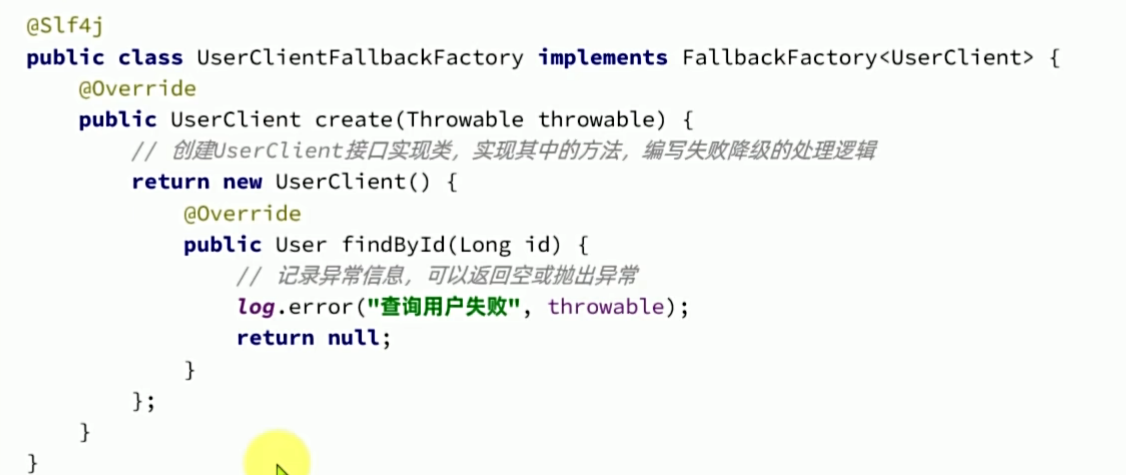 @Slf4j
public class UserClientFallbackFactory implements FallbackFactory<UserClient> {
    @Override
    public UserClient create(Throwable throwable) {
        // 创建UserClient接口实现类，实现其中的方法，编写失败降级的处理逻辑
        return new UserClient() {
            @Override
            public User findById(Long id) {
                // 记录异常信息，可以返回空或抛出异常
                log.error("查询用户失败", throwable);
                return null;
            }
        };
    }
}